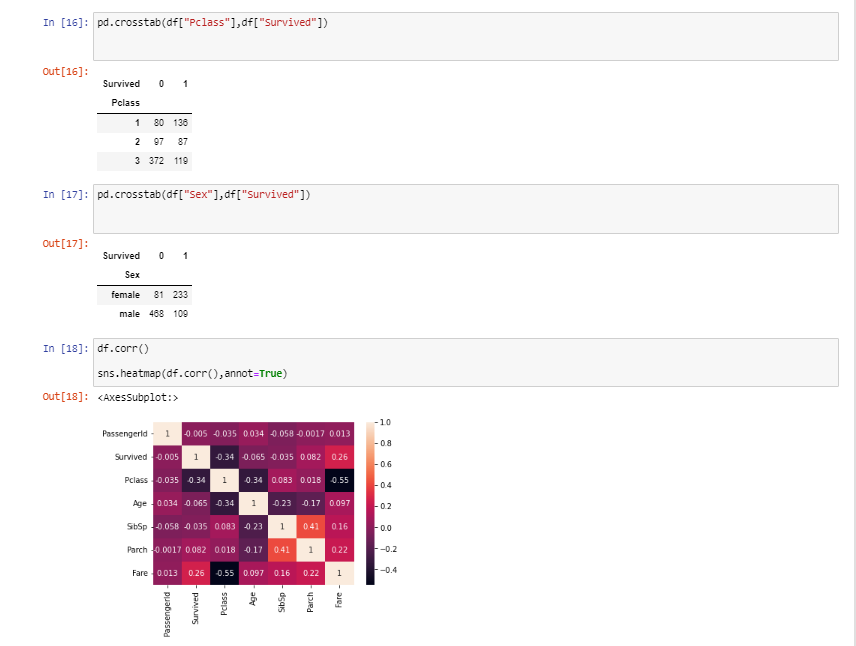 In [16]: pd.crosstab(df["Pclass"],df["Survived"])
Out[16]:
Survived 0 1
Pclass
1 80 136
2 97 87
3 372 119
In [17]: pd.crosstab(df["Sex"],df["Survived"])
Out[17]:
Survived 0 1
Sex
female 81 233
male 468 109
In [18]: df.corr()
sns.heatmap(df.corr(),annot=True)
Out[18]: <AxesSubplot:>
PassengerId 1 -0.005 -0.035 0.034 -0.058 -0.0017 0.013
Survived -0.005 1 -0.34 -0.065 -0.035 0.082 0.26
Pclass -0.035 -0.34 1 -0.34 0.083 0.018 -0.55
Age 0.034 -0.065 -0.34 1 -0.23 -0.17 0.097
SibSp -0.058 -0.035 0.083 -0.23 1 0.41 0.16
Parch -0.0017 0.082 0.018 -0.17 0.41 1 0.22
Fare 0.013 0.26 -0.55 0.097 0.16 0.22 1
PassengerId Survived Pclass Age SibSp Parch Fare
1.0
0.8
0.6
0.4
0.2
0.0
−0.2
−0.4